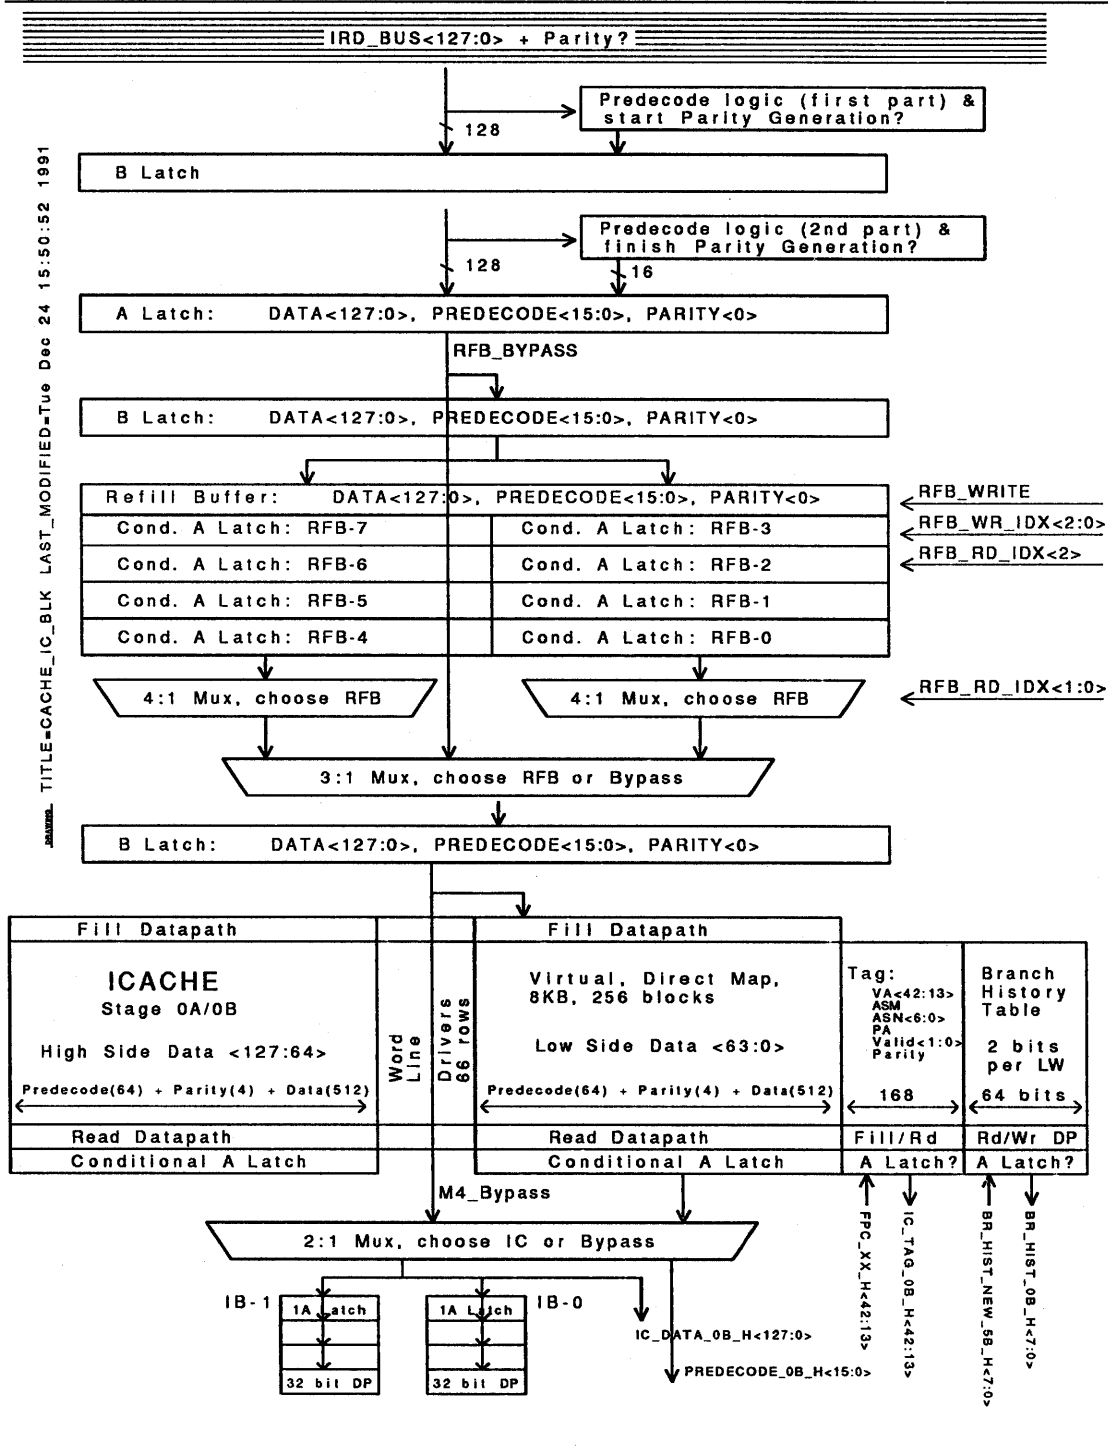 IRD_BUS<127:0> + Parity?
Predecode logic (first part) &
start Parity Generation?
128
B Latch
Predecode logic (2nd part) &
finish Parity Generation?
128
16
A Latch: DATA<127:0>, PREDECODE<15:0>, PARITY<0>
RFB_BYPASS
B Latch: DATA<127:0>, PREDECODE<15:0>, PARITY<0>
Refill Buffer: DATA<127:0>, PREDECODE<15:0>, PARITY<0>
RFB_WRITE
Cond. A Latch: RFB-7 Cond. A Latch: RFB-3
RFB_WR_IDX<2:0>
Cond. A Latch: RFB-6 Cond. A Latch: RFB-2
RFB_RD_IDX<2>
Cond. A Latch: RFB-5 Cond. A Latch: RFB-1
Cond. A Latch: RFB-4 Cond. A Latch: RFB-0
4:1 Mux, choose RFB 4:1 Mux, choose RFB
RFB_RD_IDX<1:0>
3:1 Mux, choose RFB or Bypass
B Latch: DATA<127:0>, PREDECODE<15:0>, PARITY<0>
DRAWING TITLE=CACHE_IC_BLK LAST_MODIFIED=Tue Dec 24 15:50:52 1991
Fill Datapath
ICACHE
Stage 0A/0B
High Side Data <127:64>
Predecode(64) + Parity(4) + Data(512)
Read Datapath
Conditional A Latch
Word
Line
Drivers
66 rows
Fill Datapath
Virtual, Direct Map,
8KB, 256 blocks
Low Side Data <63:0>
Predecode(64) + Parity(4) + Data(512)
Read Datapath
Conditional A Latch
Tag:
VA<42:13>
ASM
ASN<6:0>
PA
Valid<1:0>
Parity
168
Fill/Rd
A Latch?
Branch
History
Table
2 bits
per LW
64 bits
Rd/Wr DP
A Latch?
M4_Bypass
2:1 Mux, choose IC or Bypass
IB-1
1A Latch
32 bit DP
1A Latch
32 bit DP
IB-0
IC_DATA_0B_H<127:0>
PREDECODE_0B_H<15:0>
FPC_XX_H<42:13>
IC_TAG_0B_H<42:13>
BR_HIST_NEW_5B_H<7:0>
BR_HIST_0B_H<7:0>